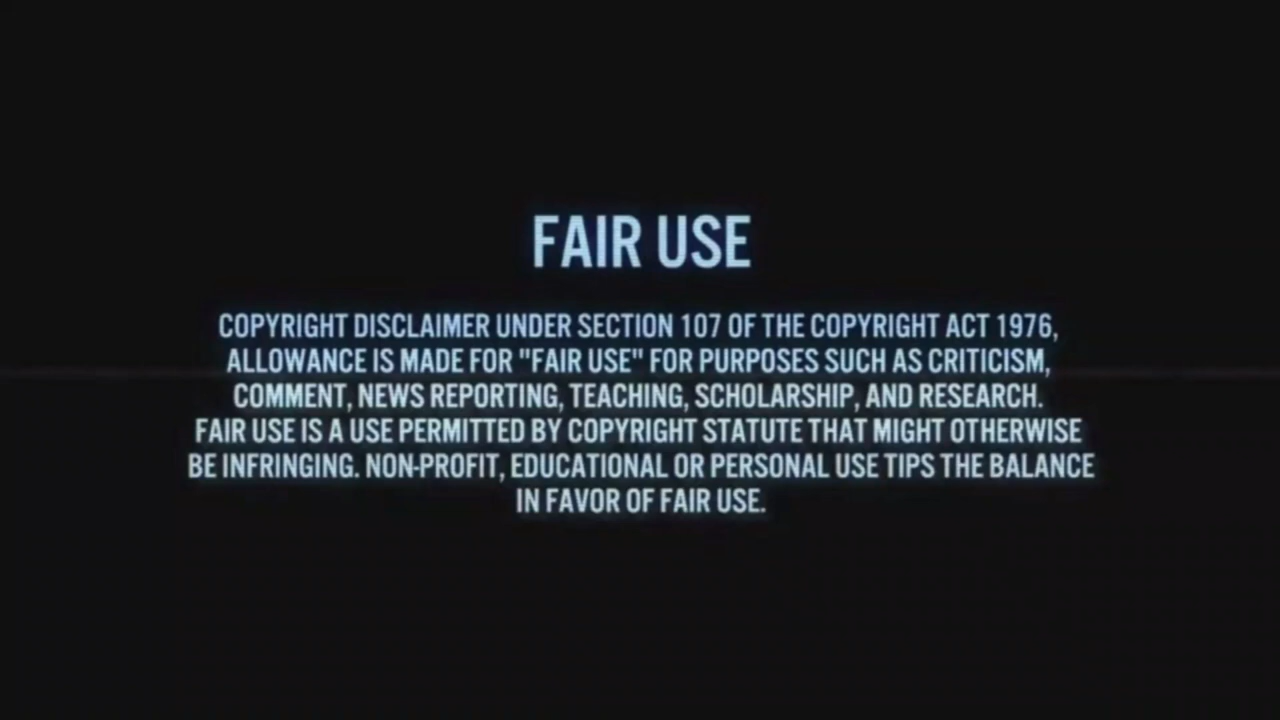 FAIR USE
COPYRIGHT DISCLAIMER UNDER SECTION 107 OF THE COPYRIGHT ACT 1976,
ALLOWANCE IS MADE FOR "FAIR USE" FOR PURPOSES SUCH AS CRITICISM,
COMMENT, NEWS REPORTING, TEACHING, SCHOLARSHIP, AND RESEARCH.
FAIR USE IS A USE PERMITTED BY COPYRIGHT STATUTE THAT MIGHT OTHERWISE
BE INFRINGING. NON-PROFIT, EDUCATIONAL OR PERSONAL USE TIPS THE BALANCE
IN FAVOR OF FAIR USE.